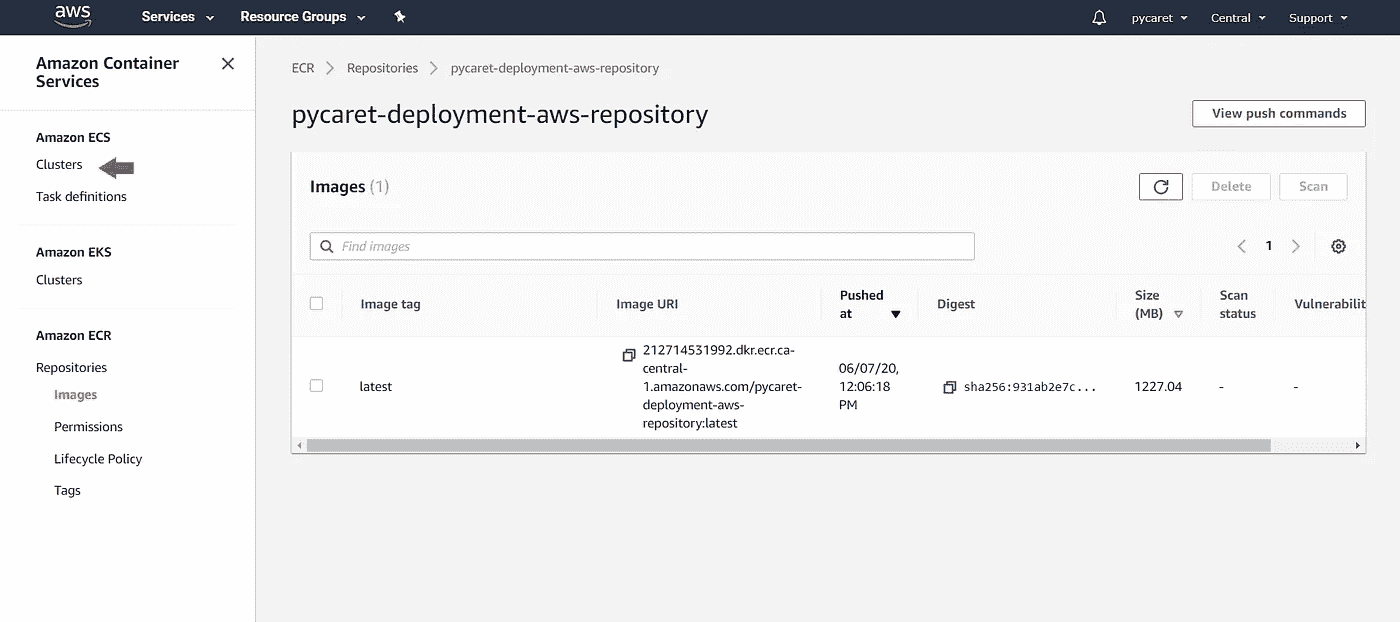 aws
Services
Resource Groups
pycaret
Central
Support
Amazon Container
Services
Amazon ECS
Clusters
Task definitions
Amazon EKS
Clusters
Amazon ECR
Repositories
Images
Permissions
Lifecycle Policy
Tags
ECR
Repositories
pycaret-deployment-aws-repository
pycaret-deployment-aws-repository
View push commands
Images (1)
Delete
Scan
Find images
1
Image tag
Image URI
Pushed
at
Digest
Size
(MB)
Scan
status
Vulnerabilit
latest
212714531992.dkr.ecr.ca-
central-
1.amazonaws.com/pycaret-
deployment-aws-
repository:latest
06/07/20,
12:06:18
PM
sha256:931ab2e7c...
1227.04
-
-